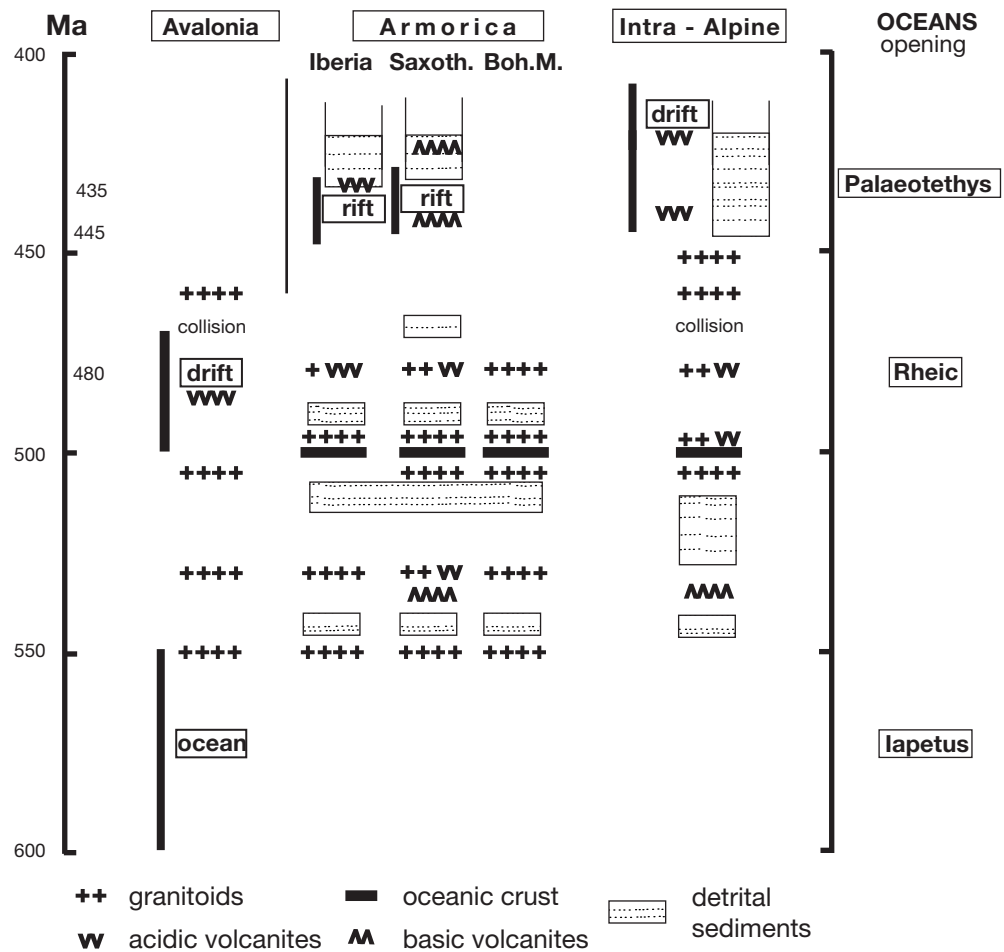 Ma
Avalonia
Armorica
Intra - Alpine
OCEANS
opening
Iberia Saxoth. Boh.M.
400
drift
435
rift
rift
Palaeotethys
445
450
collision
collision
480
drift
Rheic
500
550
ocean
Iapetus
600
granitoids
oceanic crust
detrital
sediments
acidic volcanites
basic volcanites